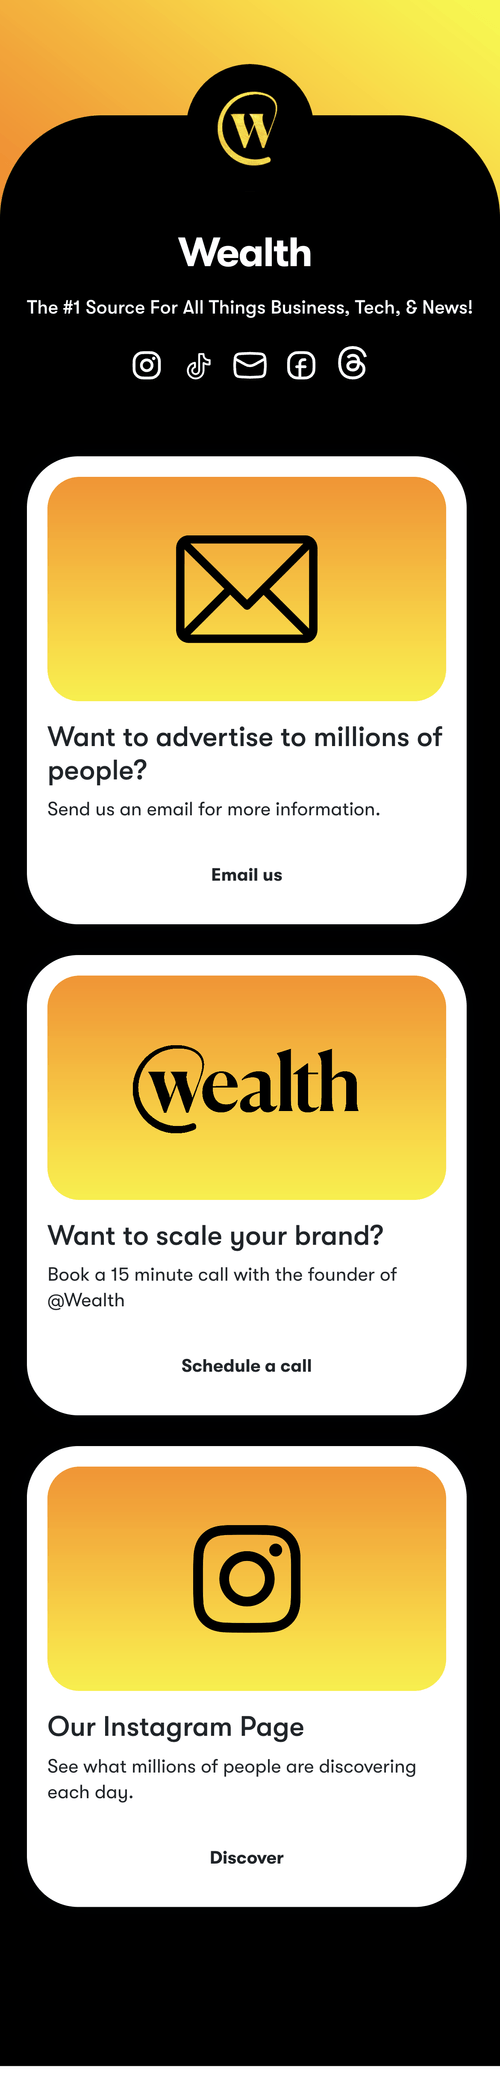 W
Wealth
The #1 Source For All Things Business, Tech, & News!
Want to advertise to millions of
people?
Send us an email for more information.
Email us
wealth
Want to scale your brand?
Book a 15 minute call with the founder of
@Wealth
Schedule a call
Our Instagram Page
See what millions of people are discovering
each day.
Discover